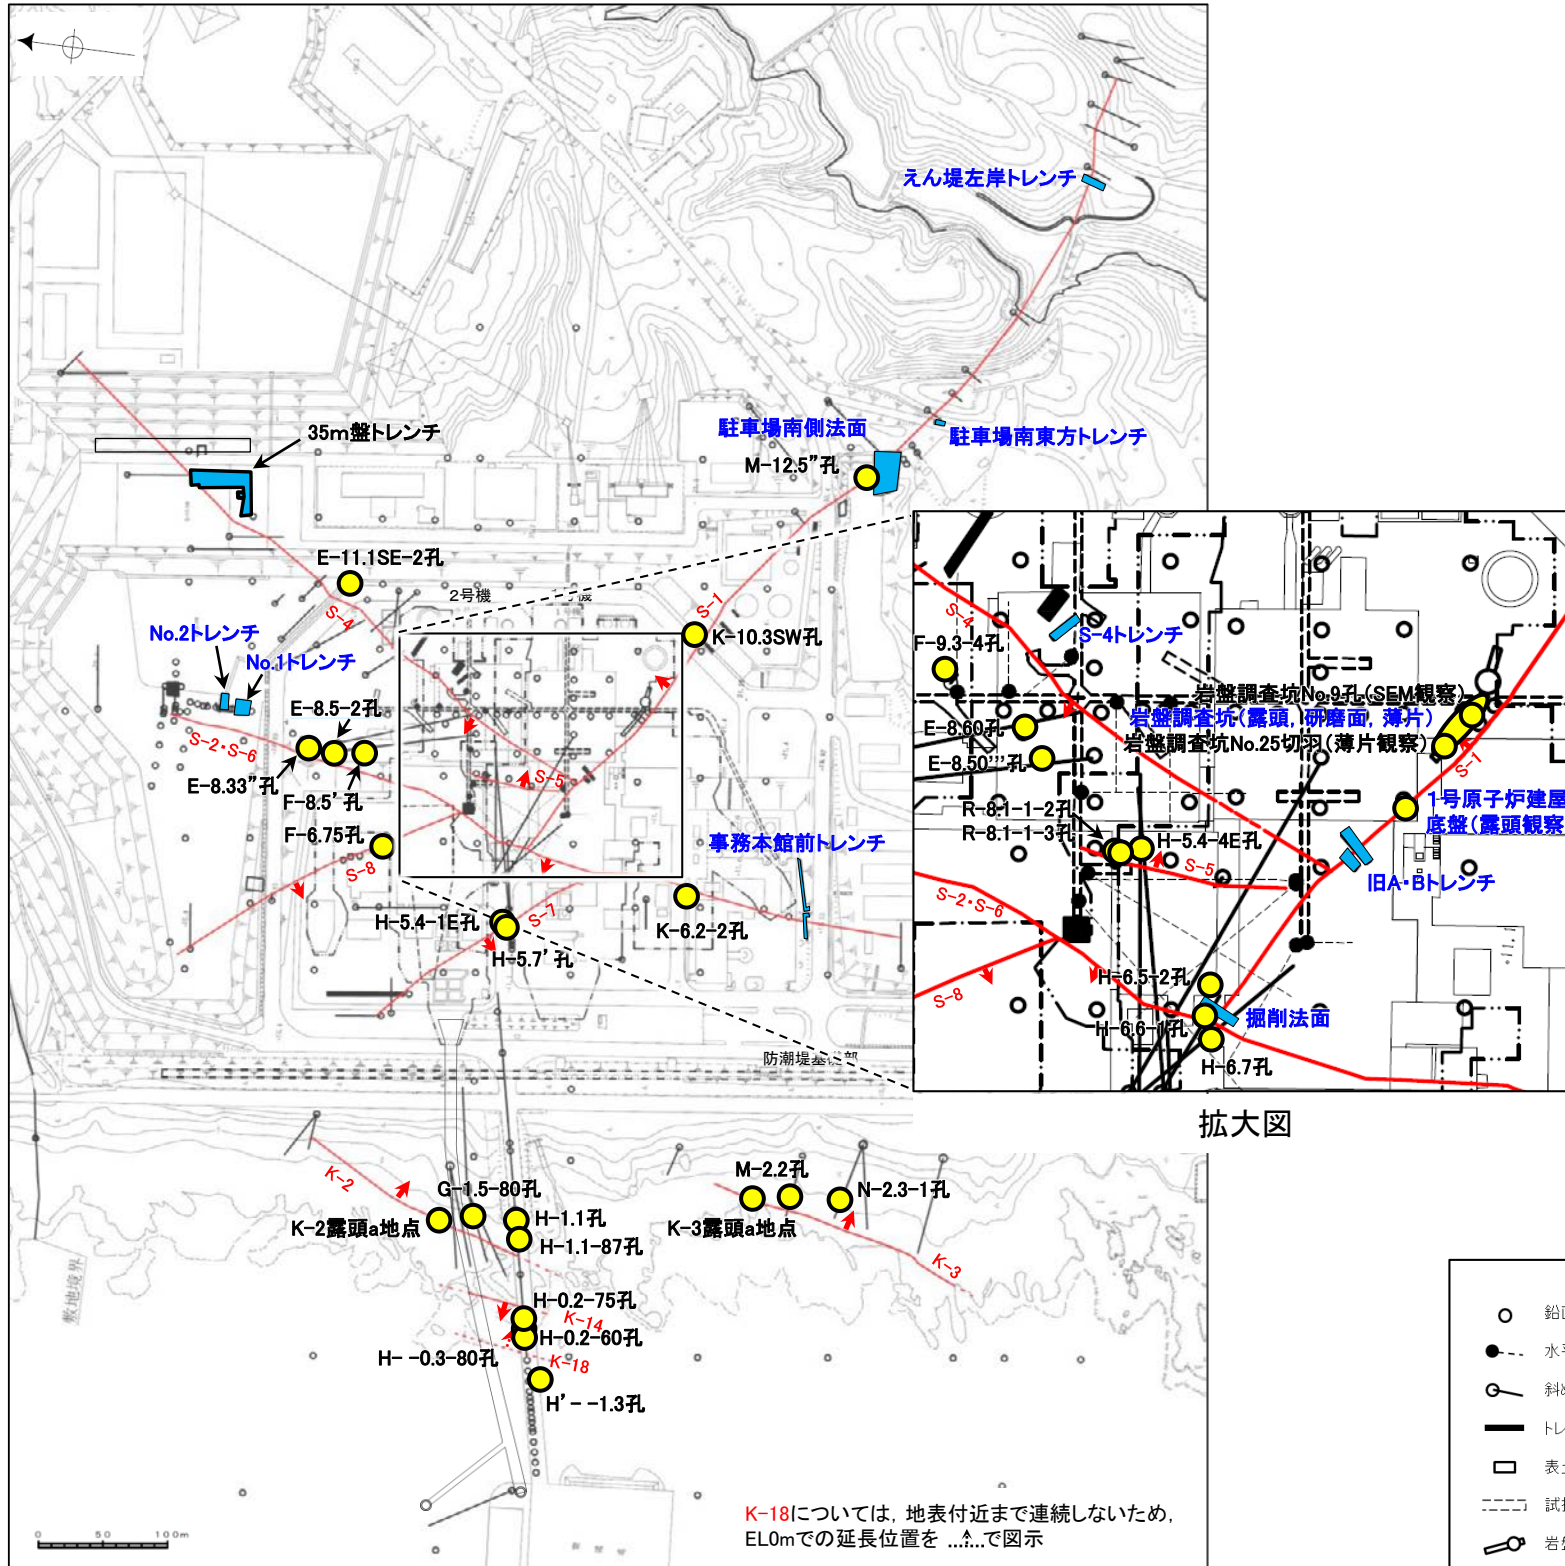 えん堤左岸トレンチ
駐車場南側法面
駐車場南東方トレンチ
35m盤トレンチ
M-12.5”孔
E-11.1SE-2孔
2号機
S-4
S-1
No.2トレンチ
No.1トレンチ
K-10.3SW孔
E-8.5-2孔
S-2・S-6
E-8.33”孔
F-8.5’孔
S-5
F-6.75孔
S-8
事務本館前トレンチ
H-5.4-1E孔
S-7
K-6.2-2孔
H-5.7’孔
S-4
S-4トレンチ
F-9.3-4孔
岩盤調査坑No.9孔(SEM観察)
岩盤調査坑(露頭, 研磨面, 薄片)
E-8.60孔
岩盤調査坑No.25切羽(薄片観察)
E-8.50’’’孔
S-1
R-8.1-1-2孔
R-8.1-1-3孔
1号原子炉建屋
底盤(露頭観察
H-5.4-4E孔
S-5
旧A・Bトレンチ
S-2・S-6
S-8
H-6.5-2孔
H-6.6-1孔
掘削法面
H-6.7孔
拡大図
K-2
G-1.5-80孔
K-2露頭a地点
H-1.1孔
H-1.1-87孔
M-2.2孔
N-2.3-1孔
K-3露頭a地点
K-3
敷地境界
H-0.2-75孔
K-14
H-0.2-60孔
H--0.3-80孔
K-18
H’--1.3孔
K-18については, 地表付近まで連続しないため,
EL0mでの延長位置を で図示
0 50 100m
トレ